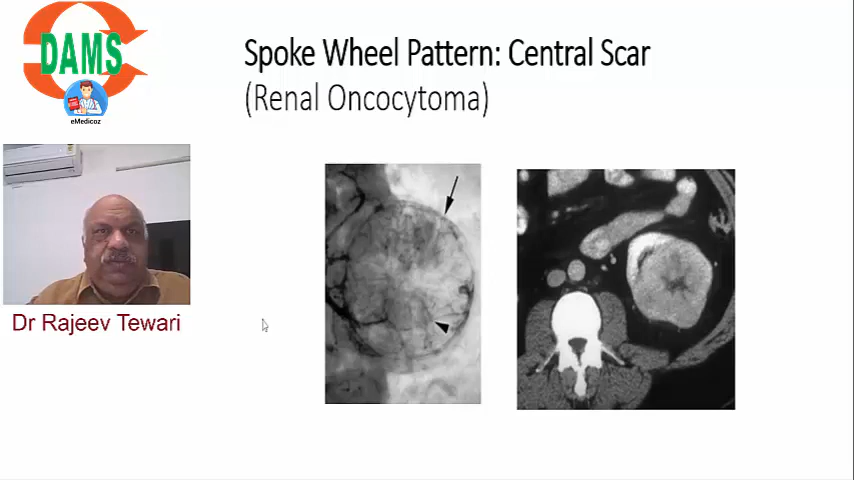 DAMS
eMedicoz
Spoke Wheel Pattern: Central Scar
(Renal Oncocytoma)
Dr Rajeev Tewari